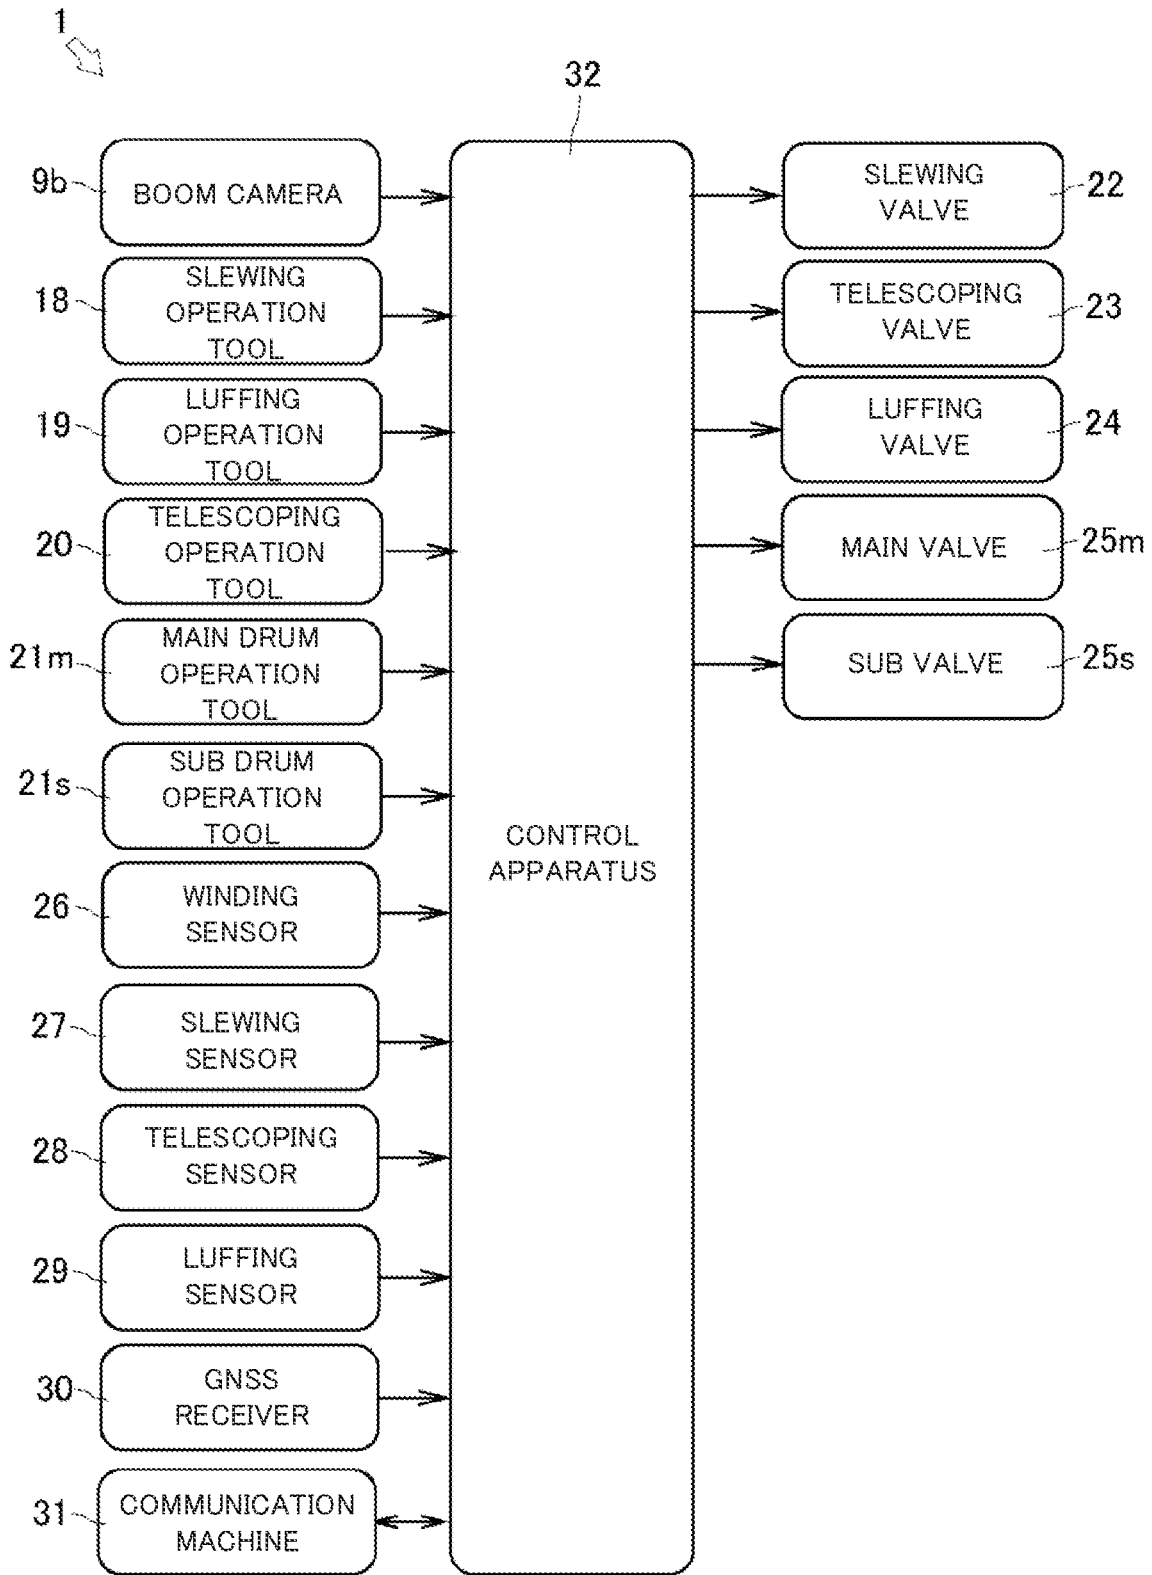 1
32
9b
BOOM CAMERA
18
SLEWING
OPERATION
TOOL
19
LUFFING
OPERATION
TOOL
20
TELESCOPING
OPERATION
TOOL
21m
MAIN DRUM
OPERATION
TOOL
21s
SUB DRUM
OPERATION
TOOL
26
WINDING
SENSOR
27
SLEWING
SENSOR
28
TELESCOPING
SENSOR
29
LUFFING
SENSOR
30
GNSS
RECEIVER
31
COMMUNICATION
MACHINE
CONTROL
APPARATUS
SLEWING
VALVE
22
TELESCOPING
VALVE
23
LUFFING
VALVE
24
MAIN VALVE
25m
SUB VALVE
25s